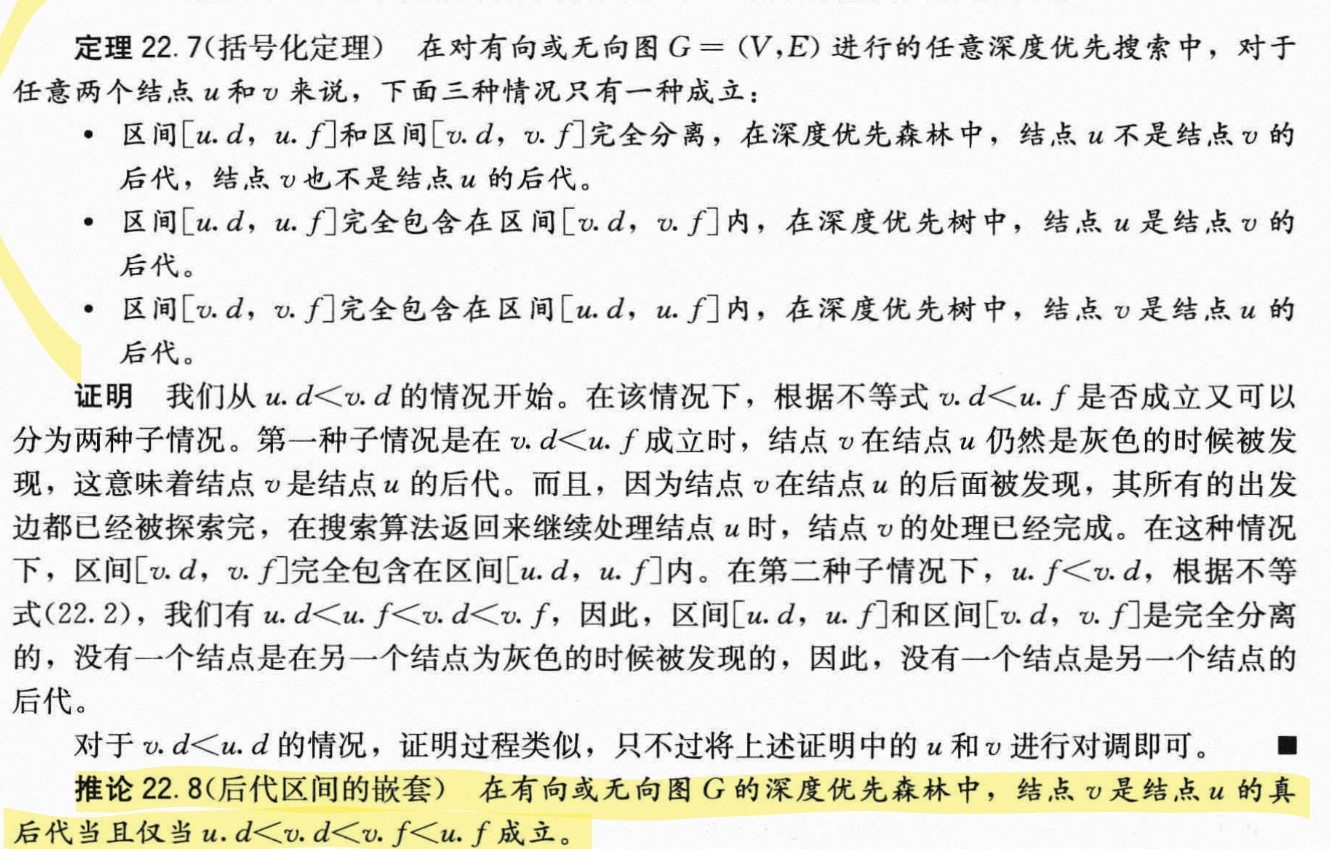 定理 22.7(括号化定理) 在对有向或无向图 G=(V,E) 进行的任意深度优先搜索中，对于
任意两个结点 u 和 v 来说，下面三种情况只有一种成立：
• 区间[u.d，u.f]和区间[v.d，v.f]完全分离，在深度优先森林中，结点 u 不是结点 v 的
后代，结点 v 也不是结点 u 的后代。
• 区间[u.d，u.f]完全包含在区间[v.d，v.f]内，在深度优先树中，结点 u 是结点 v 的
后代。
• 区间[v.d，v.f]完全包含在区间[u.d，u.f]内，在深度优先树中，结点 v 是结点 u 的
后代。
证明 我们从 u.d<v.d 的情况开始。在该情况下，根据不等式 v.d<u.f 是否成立又可以
分为两种子情况。第一种子情况是在 v.d<u.f 成立时，结点 v 在结点 u 仍然是灰色的时候被发
现，这意味着结点 v 是结点 u 的后代。而且，因为结点 v 在结点 u 的后面被发现，其所有的出发
边都已经被探索完，在搜索算法返回来继续处理结点 u 时，结点 v 的处理已经完成。在这种情况
下，区间[v.d，v.f]完全包含在区间[u.d，u.f]内。在第二种子情况下，u.f<v.d，根据不等
式(22.2)，我们有 u.d<u.f<v.d<v.f，因此，区间[u.d，u.f]和区间[v.d，v.f]是完全分离
的，没有一个结点是在另一个结点为灰色的时候被发现的，因此，没有一个结点是另一个结点的
后代。
对于 v.d<u.d 的情况，证明过程类似，只不过将上述证明中的 u 和 v 进行对调即可。 ■
推论 22.8(后代区间的嵌套) 在有向或无向图 G 的深度优先森林中，结点 v 是结点 u 的真
后代当且仅当 u.d<v.d<v.f<u.f 成立。